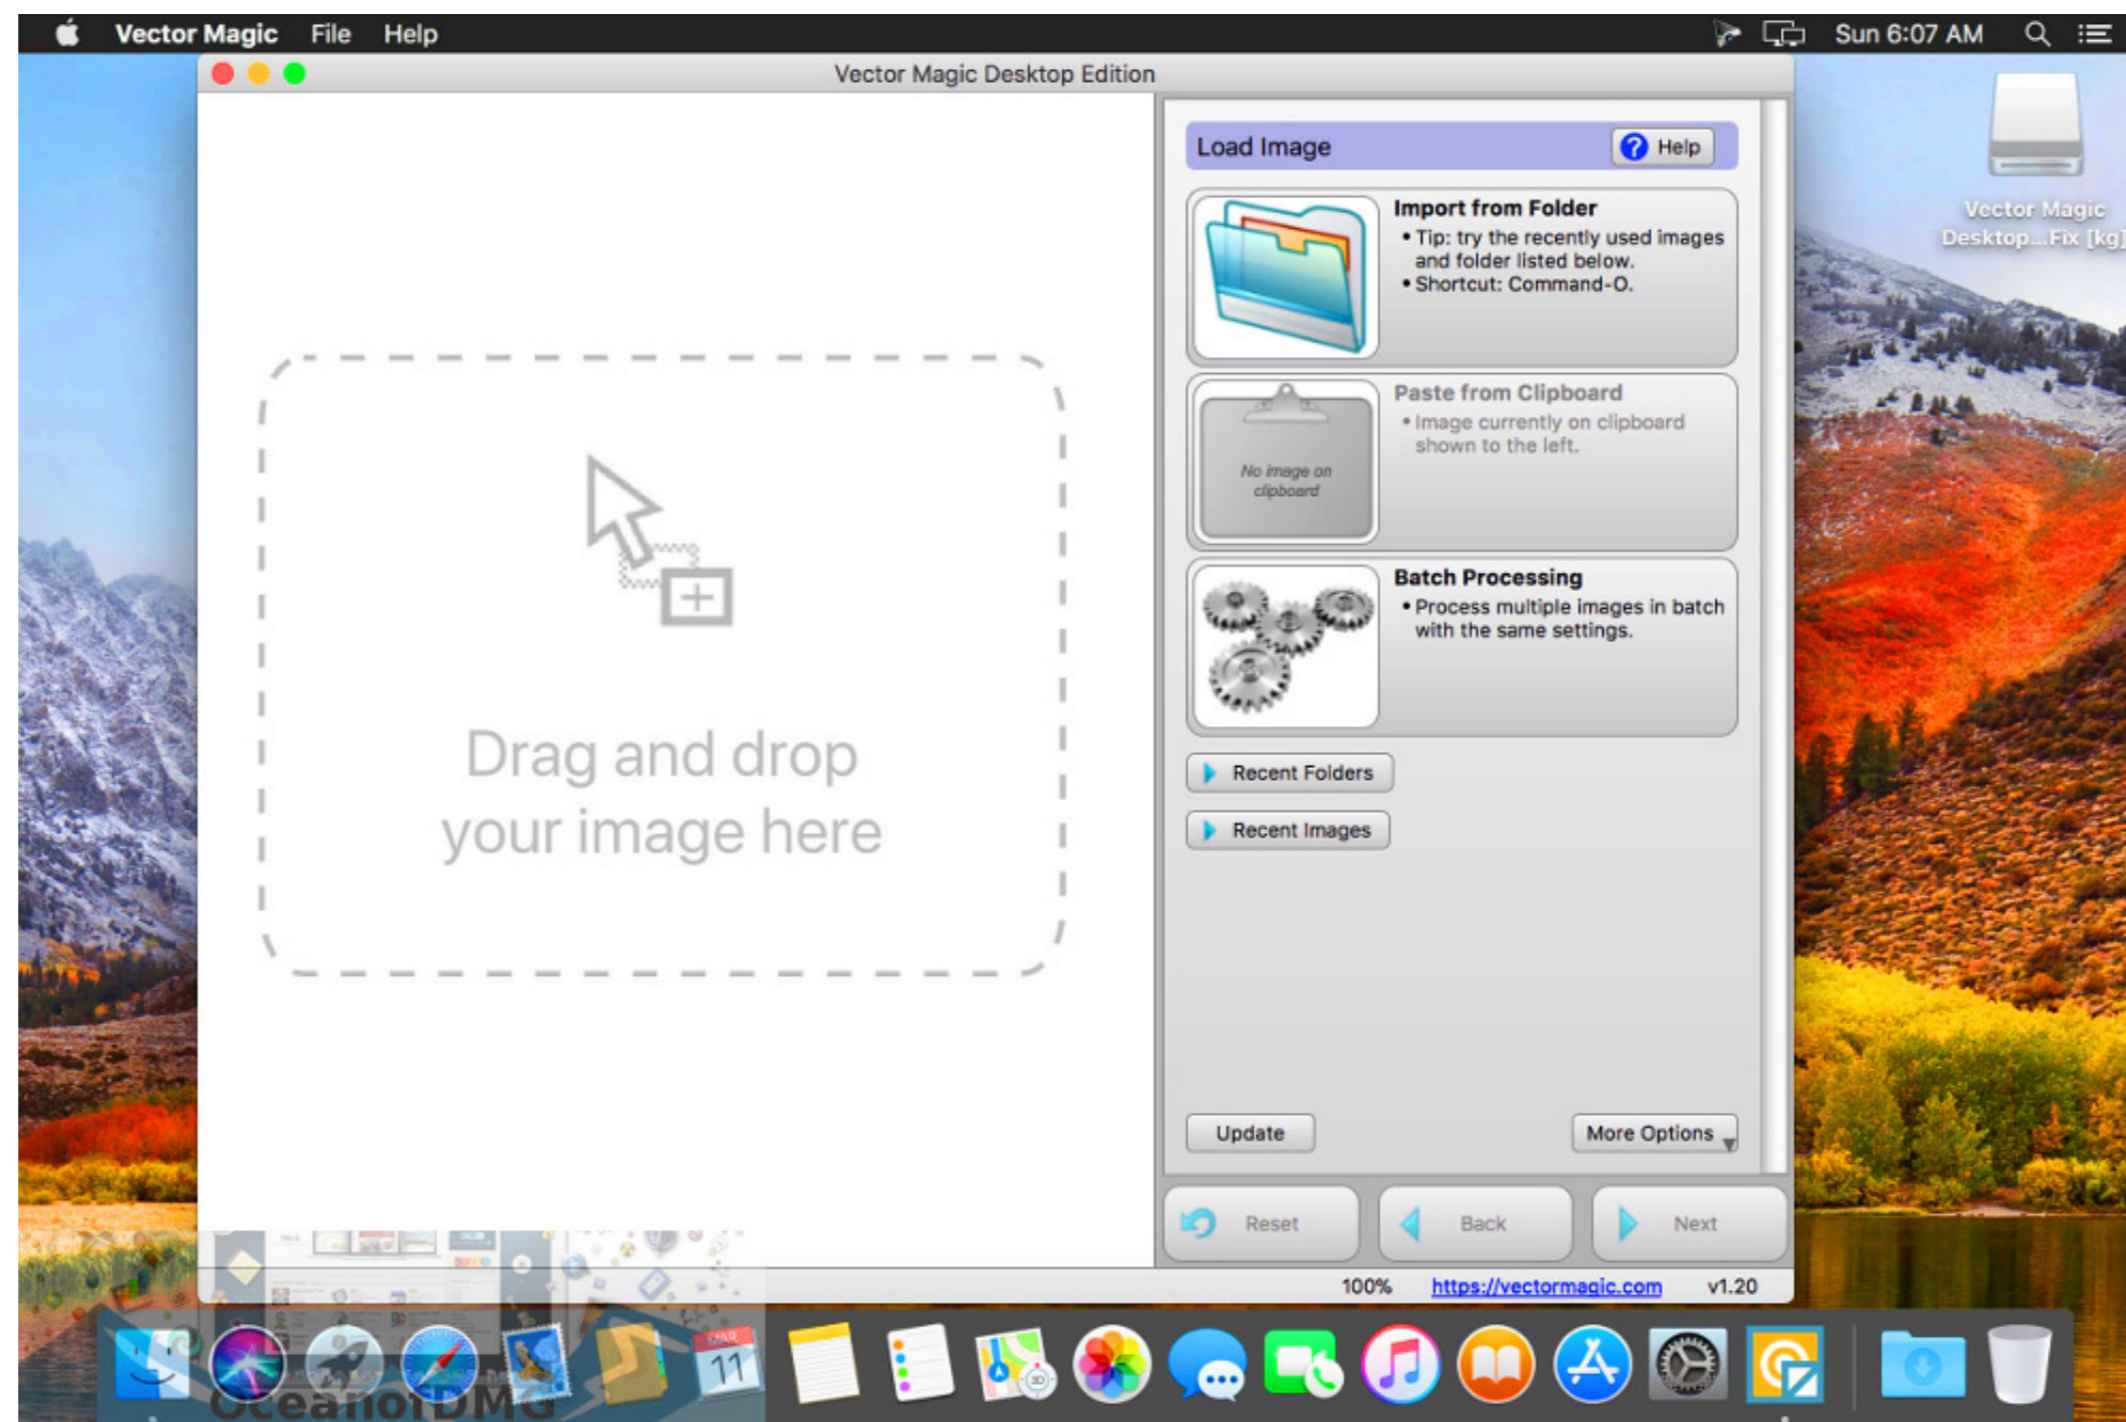 Vector Magic File Help Sun 6:07 AM
Vector Magic Desktop Edition
Vector Magic
Desktop...Fix [kg]
Load Image
? Help
Import from Folder
• Tip: try the recently used images
and folder listed below.
• Shortcut: Command-O.
Paste from Clipboard
• Image currently on clipboard
shown to the left.
No image on
clipboard
Batch Processing
• Process multiple images in batch
with the same settings.
Drag and drop
your image here
Recent Folders
Recent Images
Update
More Options
Reset
Back
Next
100% https://vectormagic.com v1.20
MAR
11
3D
OceanofDMG